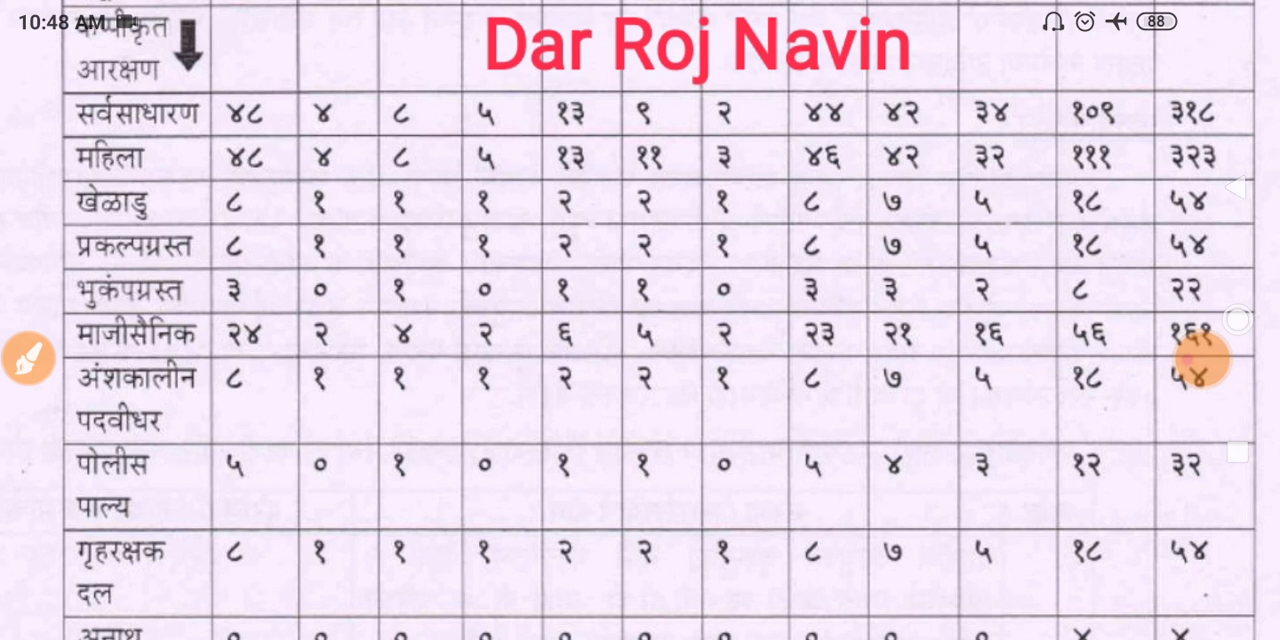 10:48 AM
88
Dar Roj Navin
आरक्षण
सर्वसाधारण ४८ ४ ८ ५ १३ ९ २ ४४ ४२ ३४ १०९ ३१८
महिला ४८ ४ ८ ५ १३ ११ ३ ४६ ४२ ३२ १११ ३२३
खेळाडु ८ १ १ १ २ २ १ ८ ७ ५ १८ ५४
प्रकल्पग्रस्त ८ १ १ १ २ २ १ ८ ७ ५ १८ ५४
भुकंपग्रस्त ३ ० १ ० १ १ ० ३ ३ २ ८ २२
माजीसैनिक २४ २ ४ २ ६ ५ २ २३ २१ १६ ५६ १६१
अंशकालीन ८ १ १ १ २ २ १ ८ ७ ५ १८ ५४
पदवीधर
पोलीस ५ ० १ ० १ १ ० ५ ४ ३ १२ ३२
पाल्य
गृहरक्षक ८ १ १ १ २ २ १ ८ ७ ५ १८ ५४
दल